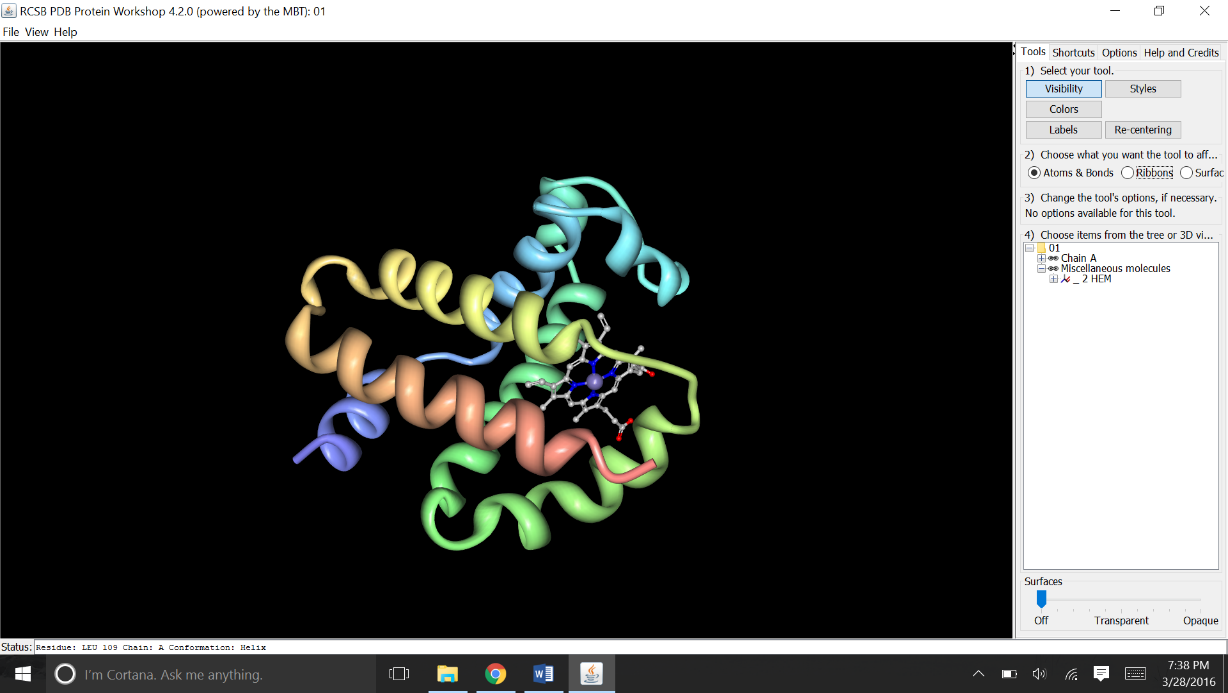 RCSB PDB Protein Workshop 4.2.0 (powered by the MBT): 01
File View Help
Tools Shortcuts Options Help and Credits
1) Select your tool.
Visibility Styles
Colors
Labels Re-centering
2) Choose what you want the tool to aff...
Atoms & Bonds Ribbons Surfac
3) Change the tool's options, if necessary.
No options available for this tool.
4) Choose items from the tree or 3D vi...
01
Chain A
Miscellaneous molecules
_ 2 HEM
Surfaces
Off Transparent Opaque
Status: Residue: LEU 109 Chain: A Conformation: Helix
I'm Cortana. Ask me anything.
7:38 PM
3/28/2016